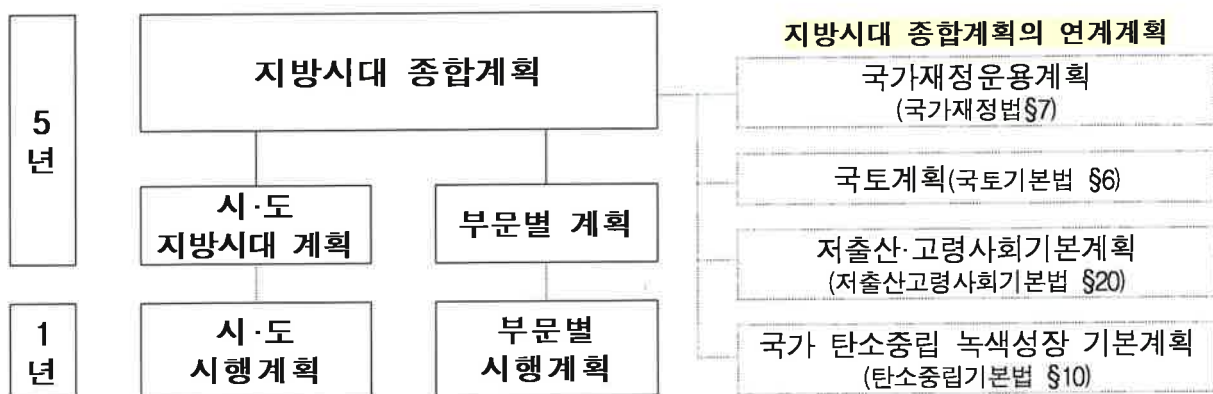 5
년
지방시대 종합계획
시·도
지방시대 계획
부문별 계획
1
년
시·도
시행계획
부문별
시행계획
지방시대 종합계획의 연계계획
국가재정운용계획
(국가재정법§7)
국토계획(국토기본법 §6)
저출산·고령사회기본계획
(저출산고령사회기본법 §20)
국가 탄소중립 녹색성장 기본계획
(탄소중립기본법 §10)